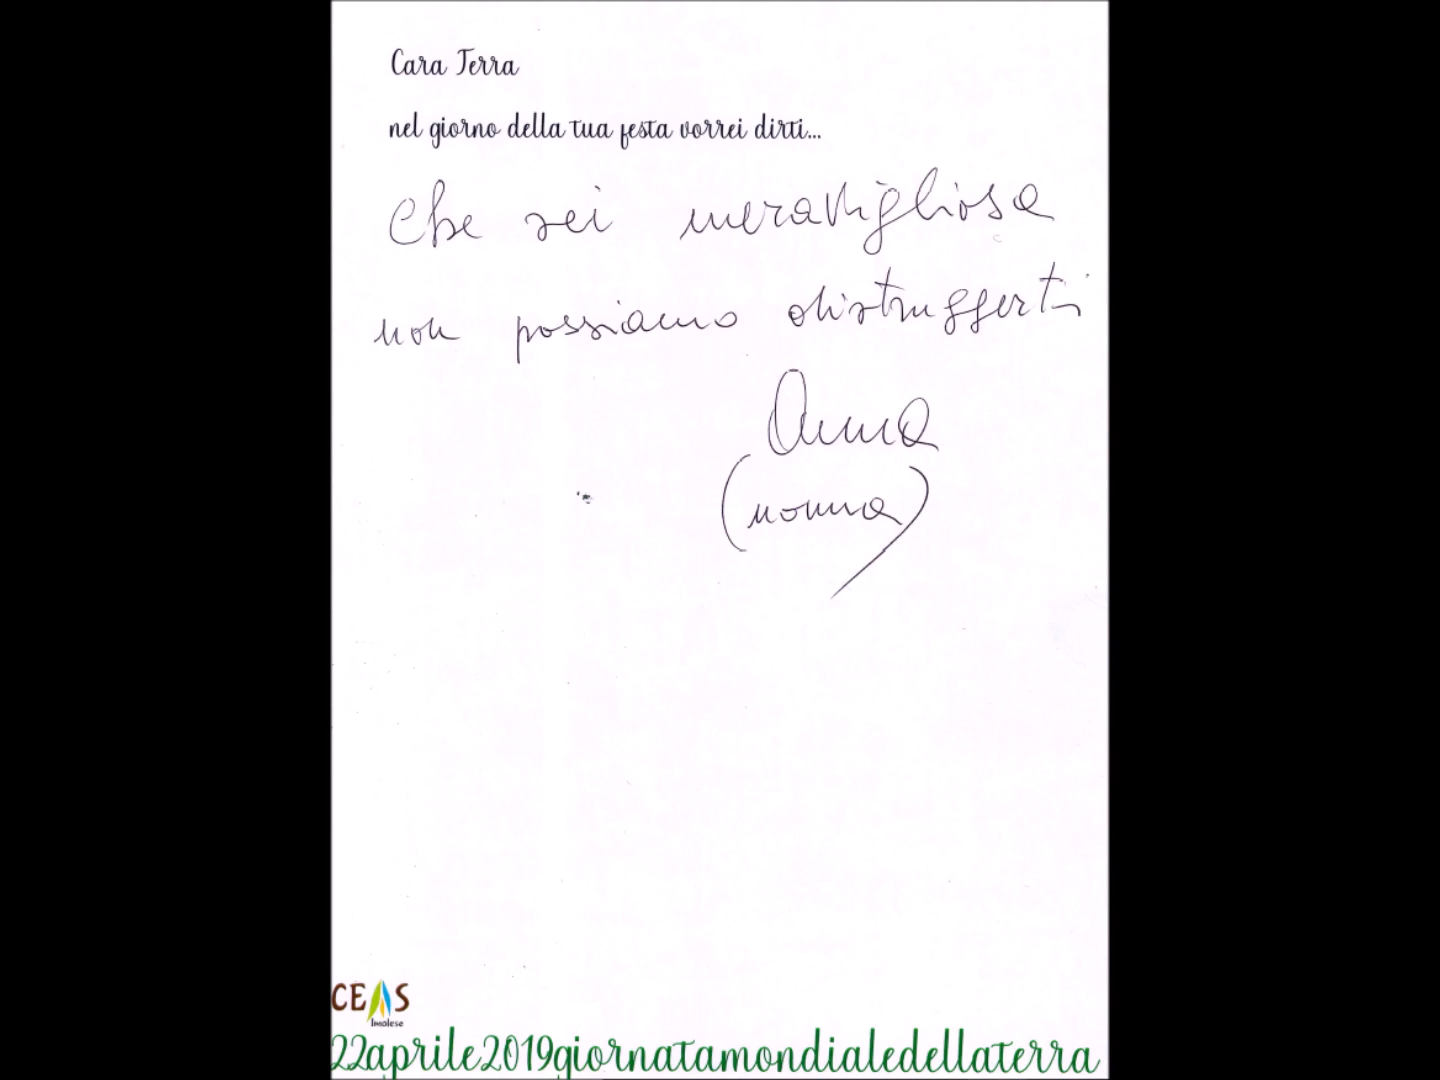 Cara Terra
nel giorno della tua festa vorrei dirti...
Che sei meravigliosa
non possiamo distruggerti
Anna
(nonna)
CEAS
Imolese
22aprile2019giornatamondialedellaterra